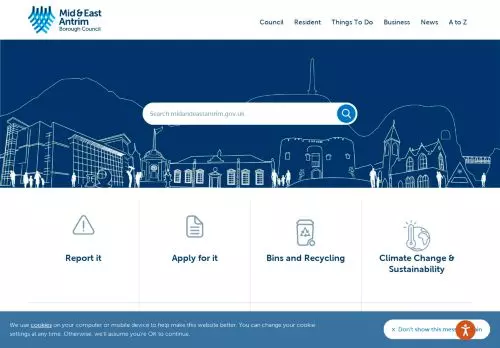 Mid & East
Antrim
Borough Council
Council Resident Things To Do Business News A to Z
Search midandeastantrim.gov.uk
Report it
Apply for it
Bins and Recycling
Climate Change &
Sustainability
We use cookies on your computer or mobile device to help make this website better. You can change your cookie
settings at any time. Otherwise, we'll assume you're OK to continue.
× Don't show this mess in